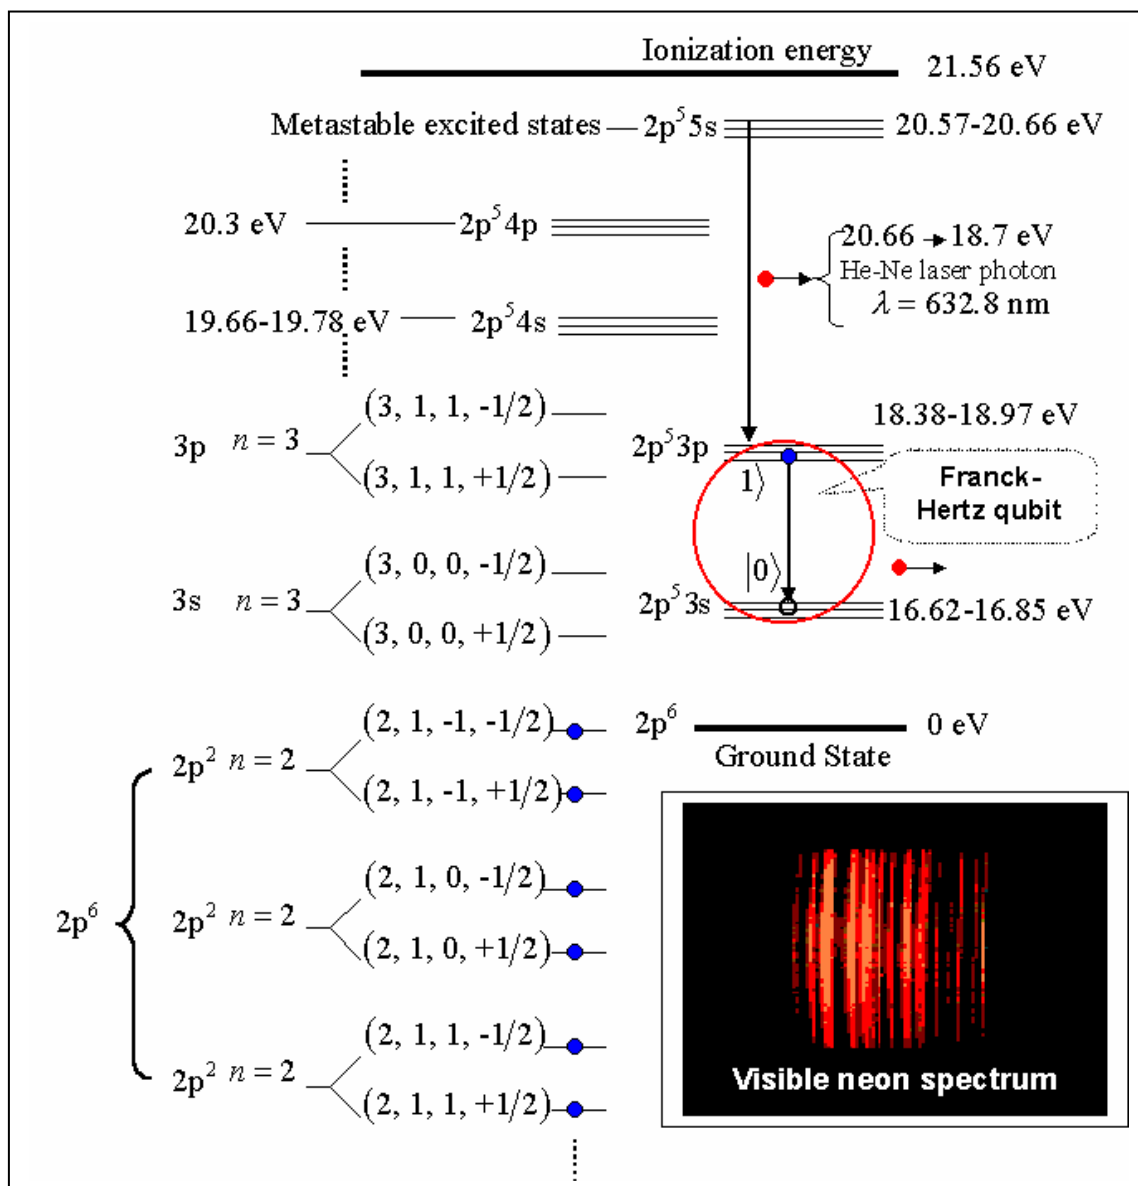 Ionization energy
21.56 eV
Metastable excited states
2p⁵5s
20.57-20.66 eV
20.3 eV
2p⁵4p
20.66 → 18.7 eV
He-Ne laser photon
λ = 632.8 nm
19.66-19.78 eV
2p⁵4s
(3, 1, 1, -1/2)
18.38-18.97 eV
3p n = 3
2p⁵3p
(3, 1, 1, +1/2)
1⟩
Franck-
Hertz qubit
(3, 0, 0, -1/2)
|0⟩
3s n = 3
2p⁵3s
16.62-16.85 eV
(3, 0, 0, +1/2)
(2, 1, -1, -1/2)
2p⁶
0 eV
Ground State
2p² n = 2
(2, 1, -1, +1/2)
(2, 1, 0, -1/2)
2p⁶
2p² n = 2
(2, 1, 0, +1/2)
(2, 1, 1, -1/2)
2p² n = 2
(2, 1, 1, +1/2)
Visible neon spectrum